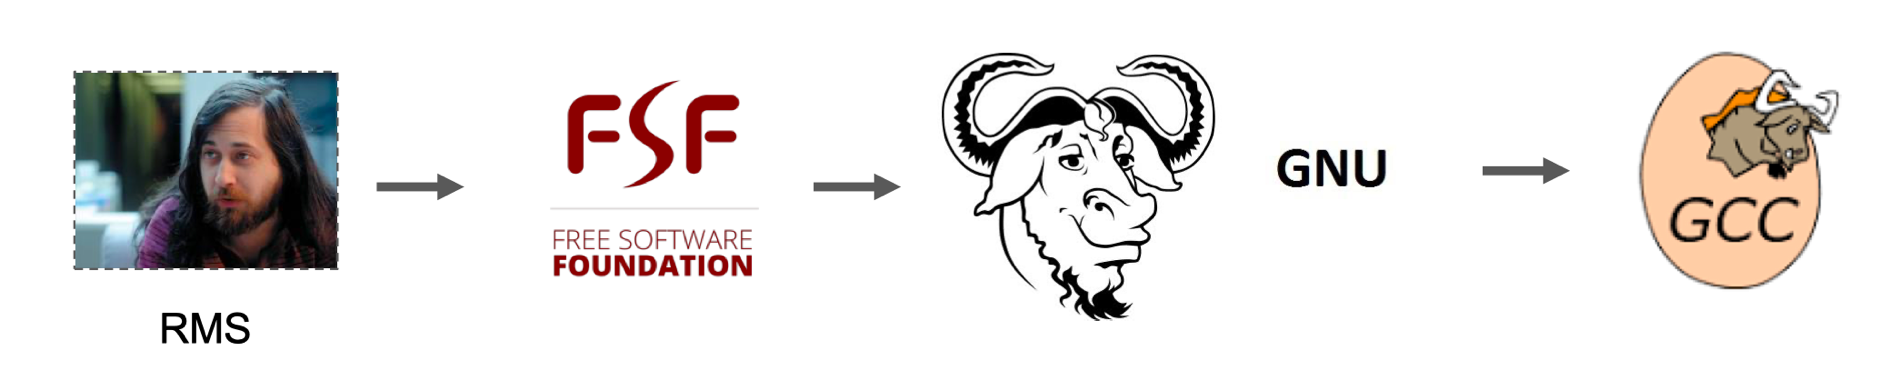 RMS
FSF
FREE SOFTWARE
FOUNDATION
GNU
GCC